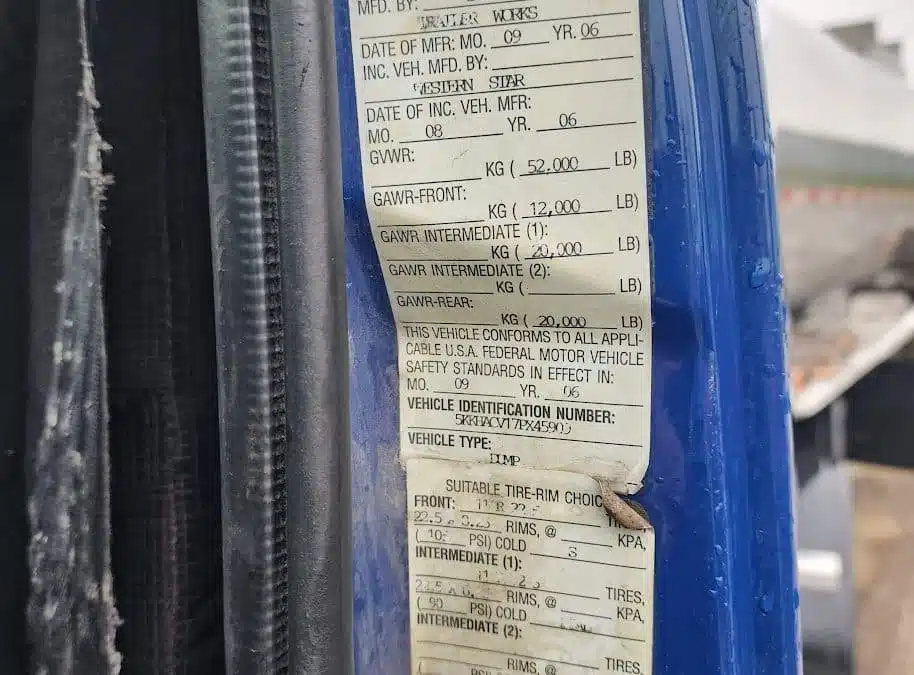 MFD. BY:
TRAILER WORKS
DATE OF MFR: MO. 09 YR. 06
INC. VEH. MFD. BY:
WESTERN STAR
DATE OF INC. VEH. MFR:
MO. 08 YR. 06
GVWR:
KG ( 52,000 LB)
GAWR-FRONT:
KG ( 12,000 LB)
GAWR INTERMEDIATE (1):
KG ( 20,000 LB)
GAWR INTERMEDIATE (2):
KG ( LB)
GAWR-REAR:
KG ( 20,000 LB)
THIS VEHICLE CONFORMS TO ALL APPLI-
CABLE U.S.A. FEDERAL MOTOR VEHICLE
SAFETY STANDARDS IN EFFECT IN:
MO. 09 YR. 06
VEHICLE IDENTIFICATION NUMBER:
VEHICLE TYPE:
DUMP
SUITABLE TIRE-RIM CHOIC
FRONT:
RIMS, @ KPA,
PSI) COLD
INTERMEDIATE (1):
TIRES,
RIMS, @ KPA,
( 90 PSI) COLD
INTERMEDIATE (2):
TIRES,
RIMS, @